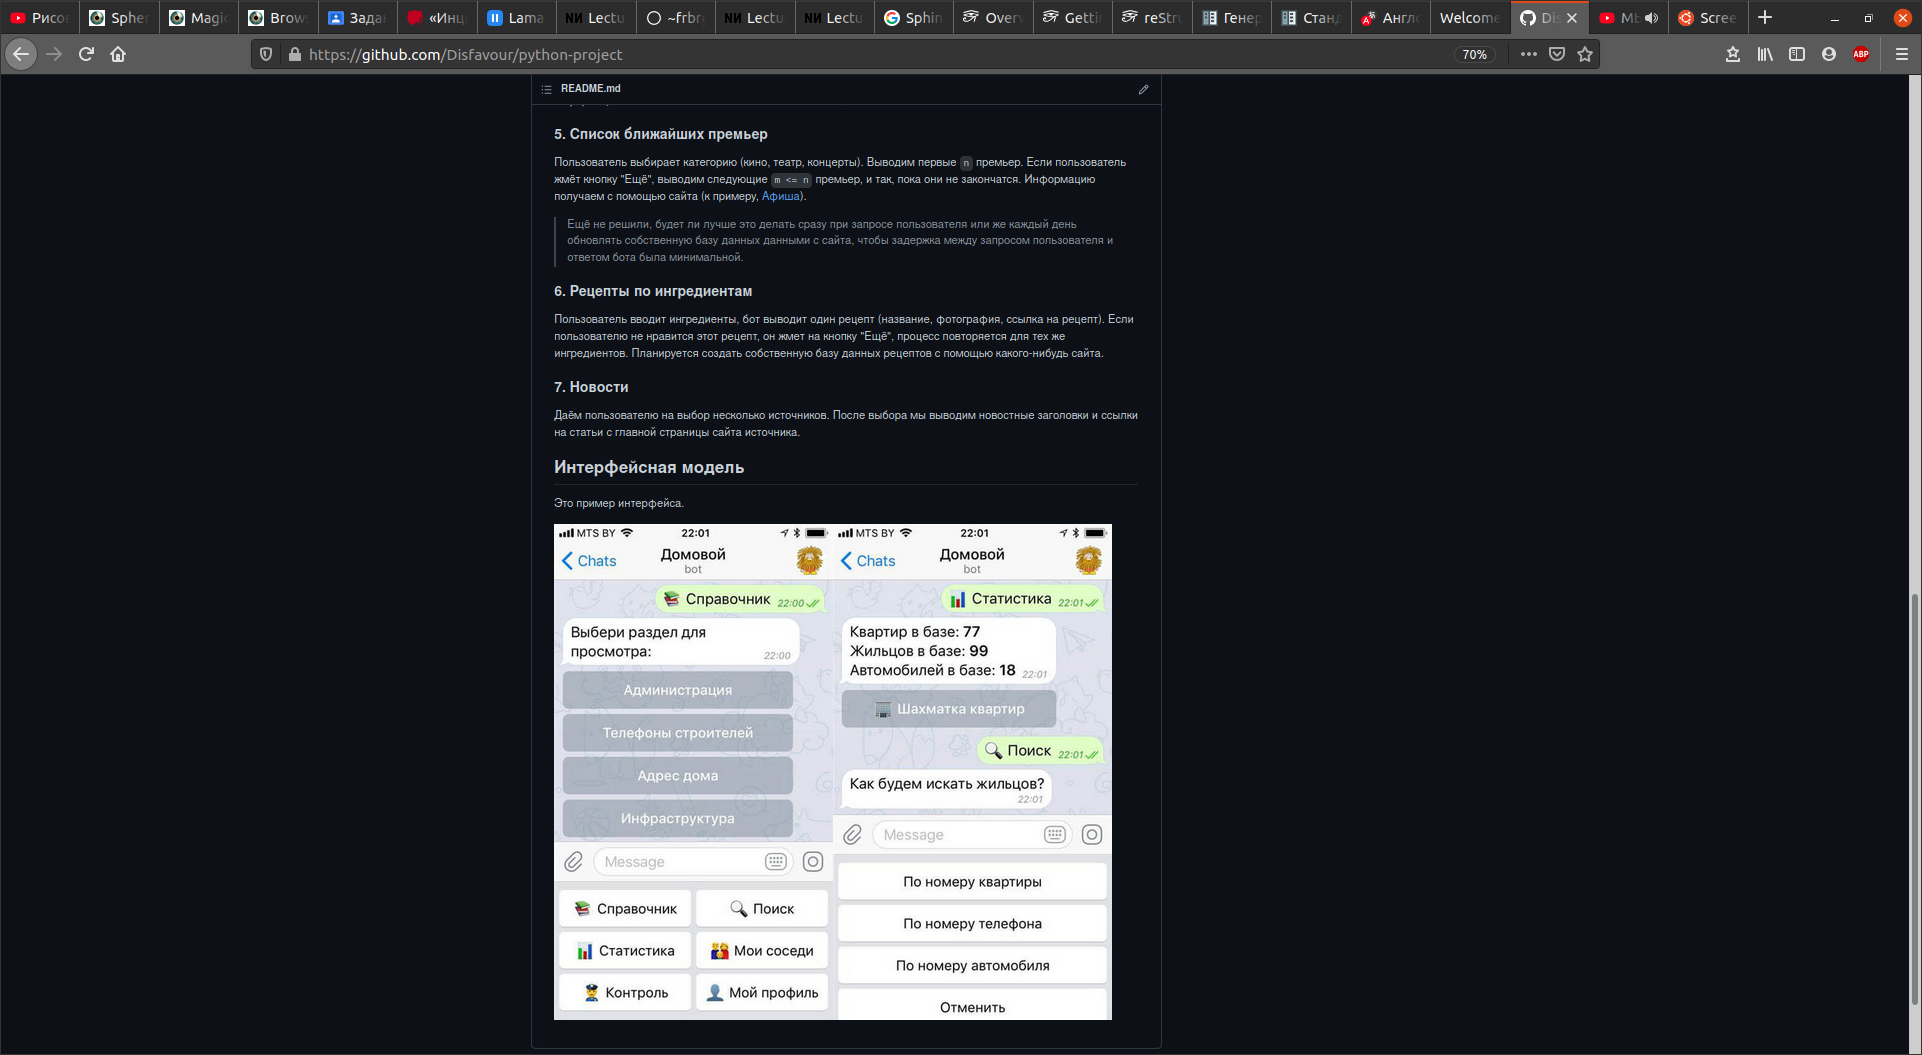 Рисо
Spher
Magic
Brow
Зада
«Инц
Lama
Lectu
~frbr
Lectu
Lectu
Sphin
Over
Getti
reStr
Генер
Станд
Англ
Welcome
Dis
Мь
Scree
https://github.com/Disfavour/python-project
70%
ABP
README.md
5. Список ближайших премьер
Пользователь выбирает категорию (кино, театр, концерты). Выводим первые n премьер. Если пользователь
жмёт кнопку "Ещё", выводим следующие m <= n премьер, и так, пока они не закончатся. Информацию
получаем с помощью сайта (к примеру, Афиша).
Ещё не решили, будет ли лучше это делать сразу при запросе пользователя или же каждый день
обновлять собственную базу данных данными с сайта, чтобы задержка между запросом пользователя и
ответом бота была минимальной.
6. Рецепты по ингредиентам
Пользователь вводит ингредиенты, бот выводит один рецепт (название, фотография, ссылка на рецепт). Если
пользователю не нравится этот рецепт, он жмет на кнопку "Ещё", процесс повторяется для тех же
ингредиентов. Планируется создать собственную базу данных рецептов с помощью какого-нибудь сайта.
7. Новости
Даём пользователю на выбор несколько источников. После выбора мы выводим новостные заголовки и ссылки
на статьи с главной страницы сайта источника.
Интерфейсная модель
Это пример интерфейса.
MTS BY 22:01
Chats
Домовой
bot
Справочник 22:00
Выбери раздел для
просмотра:
22:00
Администрация
Телефоны строителей
Адрес дома
Инфраструктура
Message
Справочник
Поиск
Статистика
Мои соседи
Контроль
Мой профиль
MTS BY 22:01
Chats
Домовой
bot
Статистика 22:01
Квартир в базе: 77
Жильцов в базе: 99
Автомобилей в базе: 18 22:01
Шахматка квартир
Поиск 22:01
Как будем искать жильцов?
22:01
Message
По номеру квартиры
По номеру телефона
По номеру автомобиля
Отменить